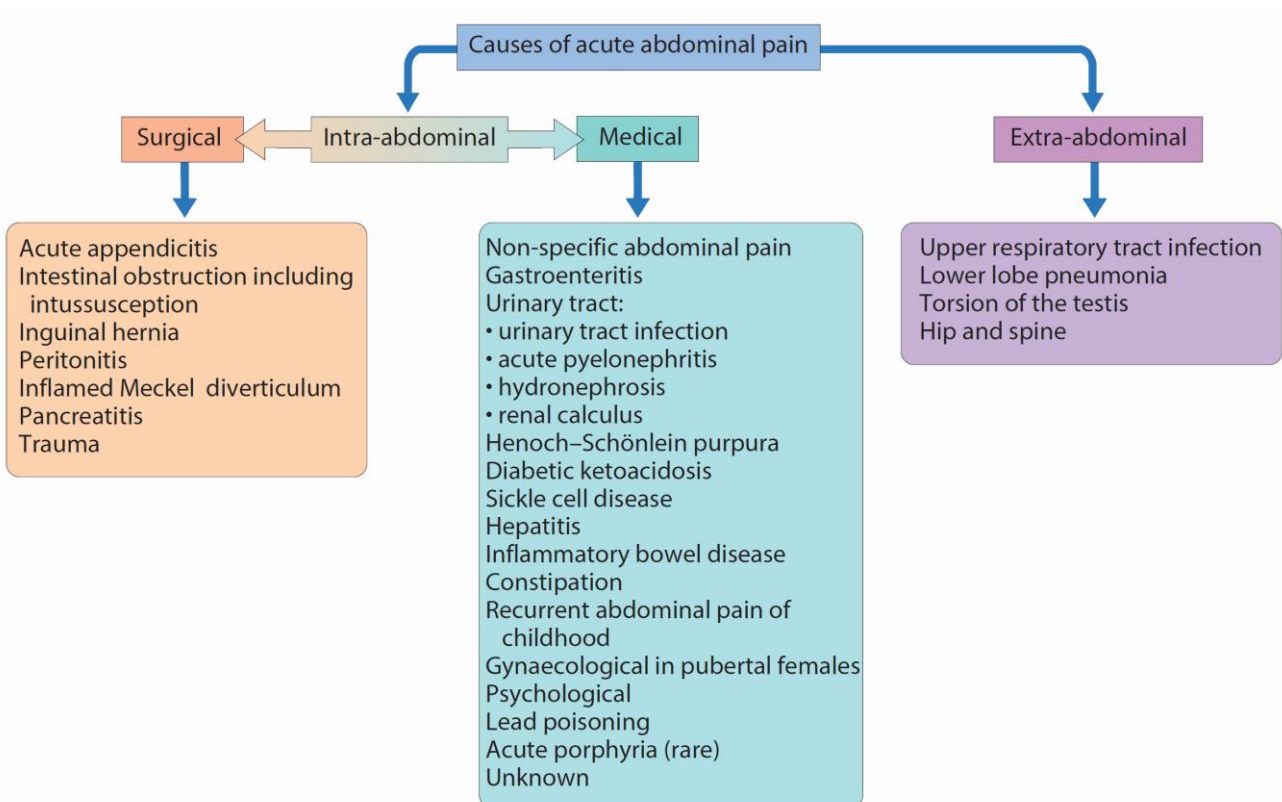 Causes of acute abdominal pain
Surgical
Intra-abdominal
Medical
Extra-abdominal
Acute appendicitis
Intestinal obstruction including
intussusception
Inguinal hernia
Peritonitis
Inflamed Meckel diverticulum
Pancreatitis
Trauma
Non-specific abdominal pain
Gastroenteritis
Urinary tract:
• urinary tract infection
• acute pyelonephritis
• hydronephrosis
• renal calculus
Henoch–Schönlein purpura
Diabetic ketoacidosis
Sickle cell disease
Hepatitis
Inflammatory bowel disease
Constipation
Recurrent abdominal pain of
childhood
Gynaecological in pubertal females
Psychological
Lead poisoning
Acute porphyria (rare)
Unknown
Upper respiratory tract infection
Lower lobe pneumonia
Torsion of the testis
Hip and spine